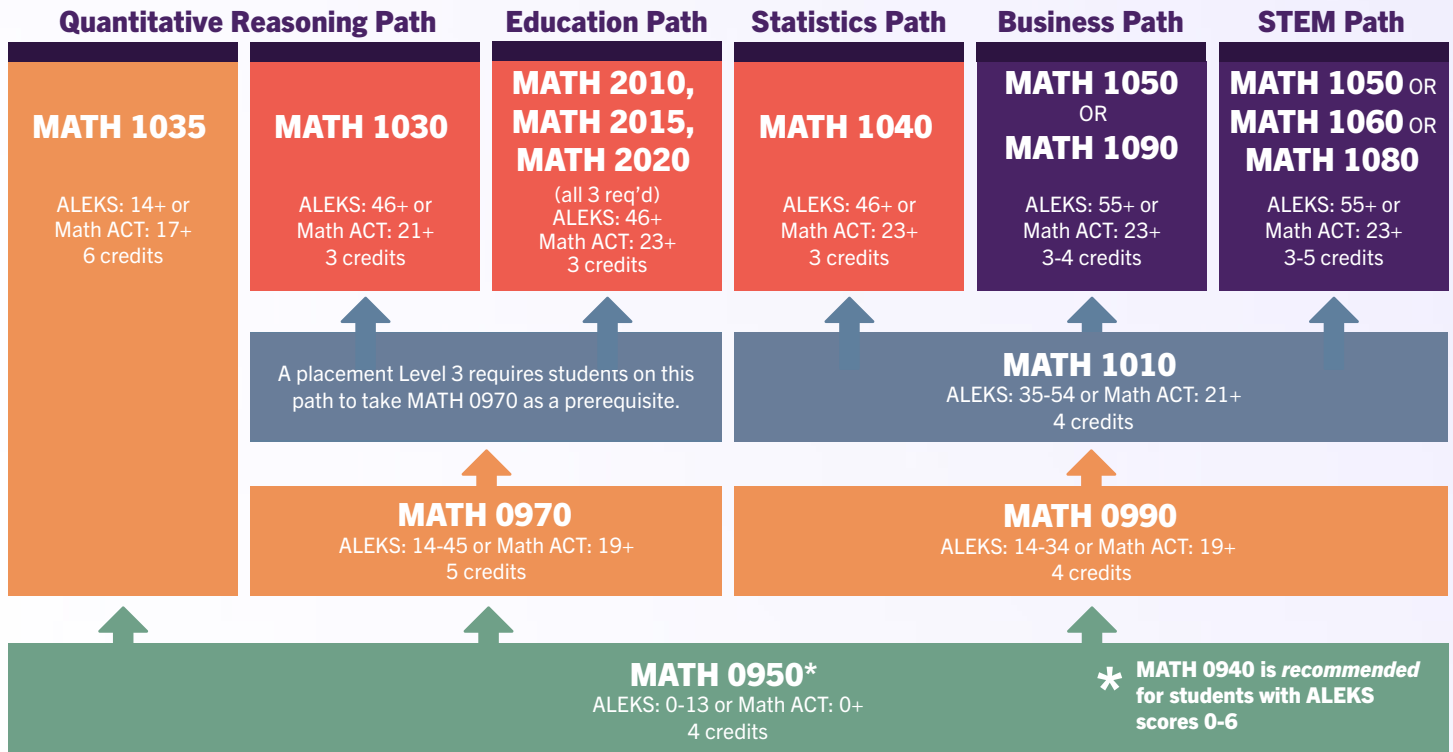 Quantitative Reasoning Path
Education Path
Statistics Path
Business Path
STEM Path
MATH 1035
ALEKS: 14+ or
Math ACT: 17+
6 credits
MATH 1030
ALEKS: 46+ or
Math ACT: 21+
3 credits
MATH 2010,
MATH 2015,
MATH 2020
(all 3 req'd)
ALEKS: 46+
Math ACT: 23+
3 credits
MATH 1040
ALEKS: 46+ or
Math ACT: 23+
3 credits
MATH 1050
OR
MATH 1090
ALEKS: 55+ or
Math ACT: 23+
3-4 credits
MATH 1050 OR
MATH 1060 OR
MATH 1080
ALEKS: 55+ or
Math ACT: 23+
3-5 credits
A placement Level 3 requires students on this
path to take MATH 0970 as a prerequisite.
MATH 1010
ALEKS: 35-54 or Math ACT: 21+
4 credits
MATH 0970
ALEKS: 14-45 or Math ACT: 19+
5 credits
MATH 0990
ALEKS: 14-34 or Math ACT: 19+
4 credits
MATH 0950*
ALEKS: 0-13 or Math ACT: 0+
4 credits
* MATH 0940 is recommended
for students with ALEKS
scores 0-6